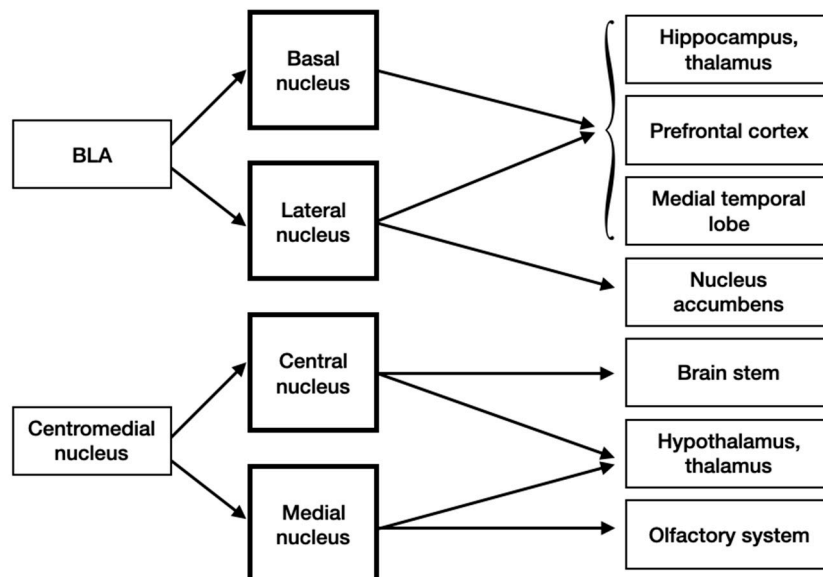 BLA
Centromedial
nucleus
Basal
nucleus
Lateral
nucleus
Central
nucleus
Medial
nucleus
Hippocampus,
thalamus
Prefrontal cortex
Medial temporal
lobe
Nucleus
accumbens
Brain stem
Hypothalamus,
thalamus
Olfactory system